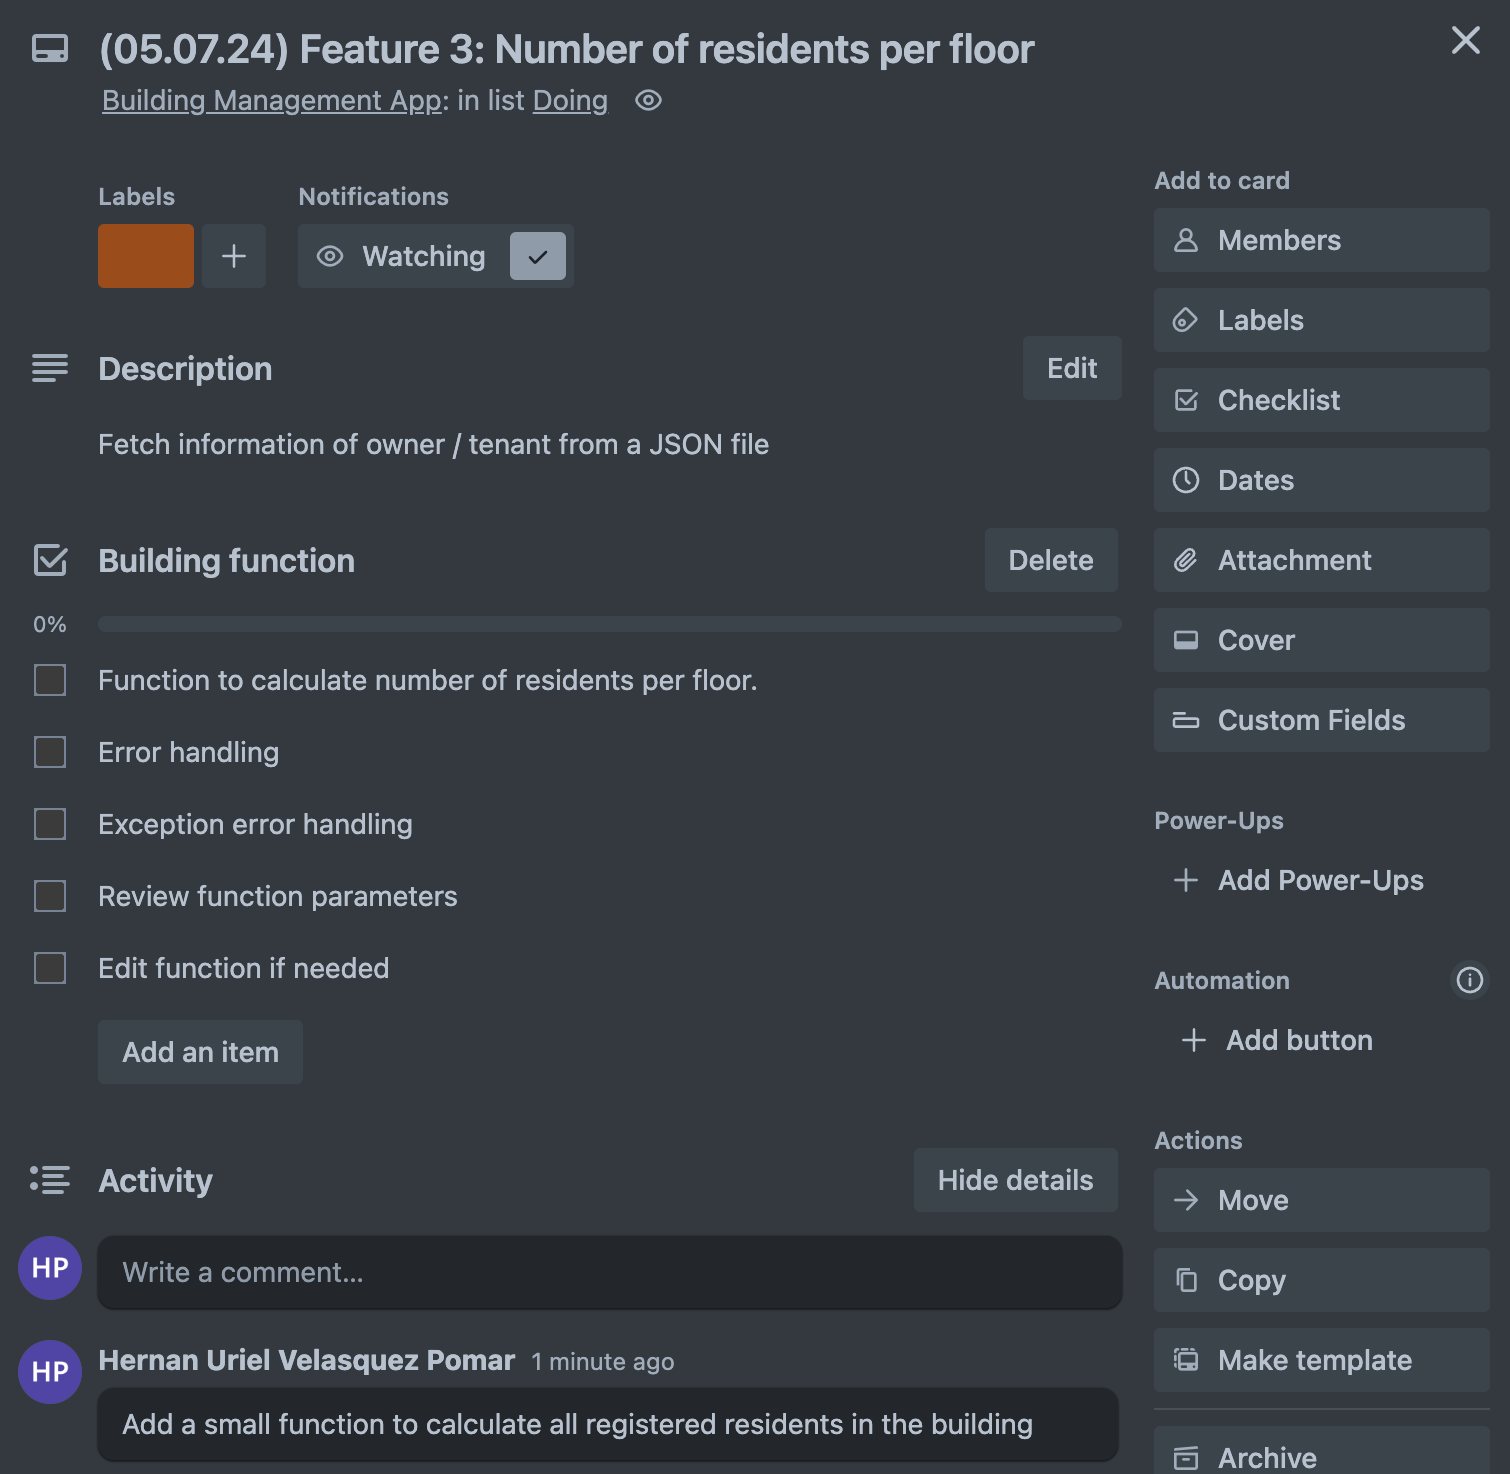 (05.07.24) Feature 3: Number of residents per floor
Building Management App: in list Doing
Labels
Notifications
Watching
Description
Edit
Fetch information of owner / tenant from a JSON file
Building function
Delete
0%
Function to calculate number of residents per floor.
Error handling
Exception error handling
Review function parameters
Edit function if needed
Add an item
Activity
Hide details
HP
Write a comment...
HP
Hernan Uriel Velasquez Pomar 1 minute ago
Add a small function to calculate all registered residents in the building
Add to card
Members
Labels
Checklist
Dates
Attachment
Cover
Custom Fields
Power-Ups
Add Power-Ups
Automation
Add button
Actions
Move
Copy
Make template
Archive